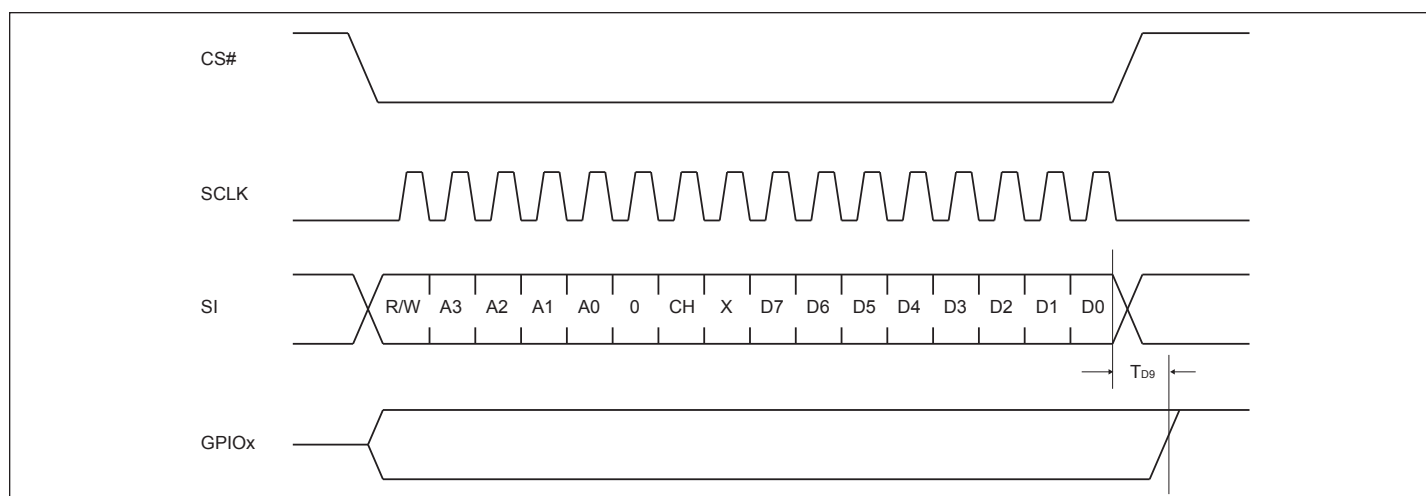 CS#
SCLK
SI R/W A3 A2 A1 A0 0 CH X D7 D6 D5 D4 D3 D2 D1 D0
TD9
GPIOx